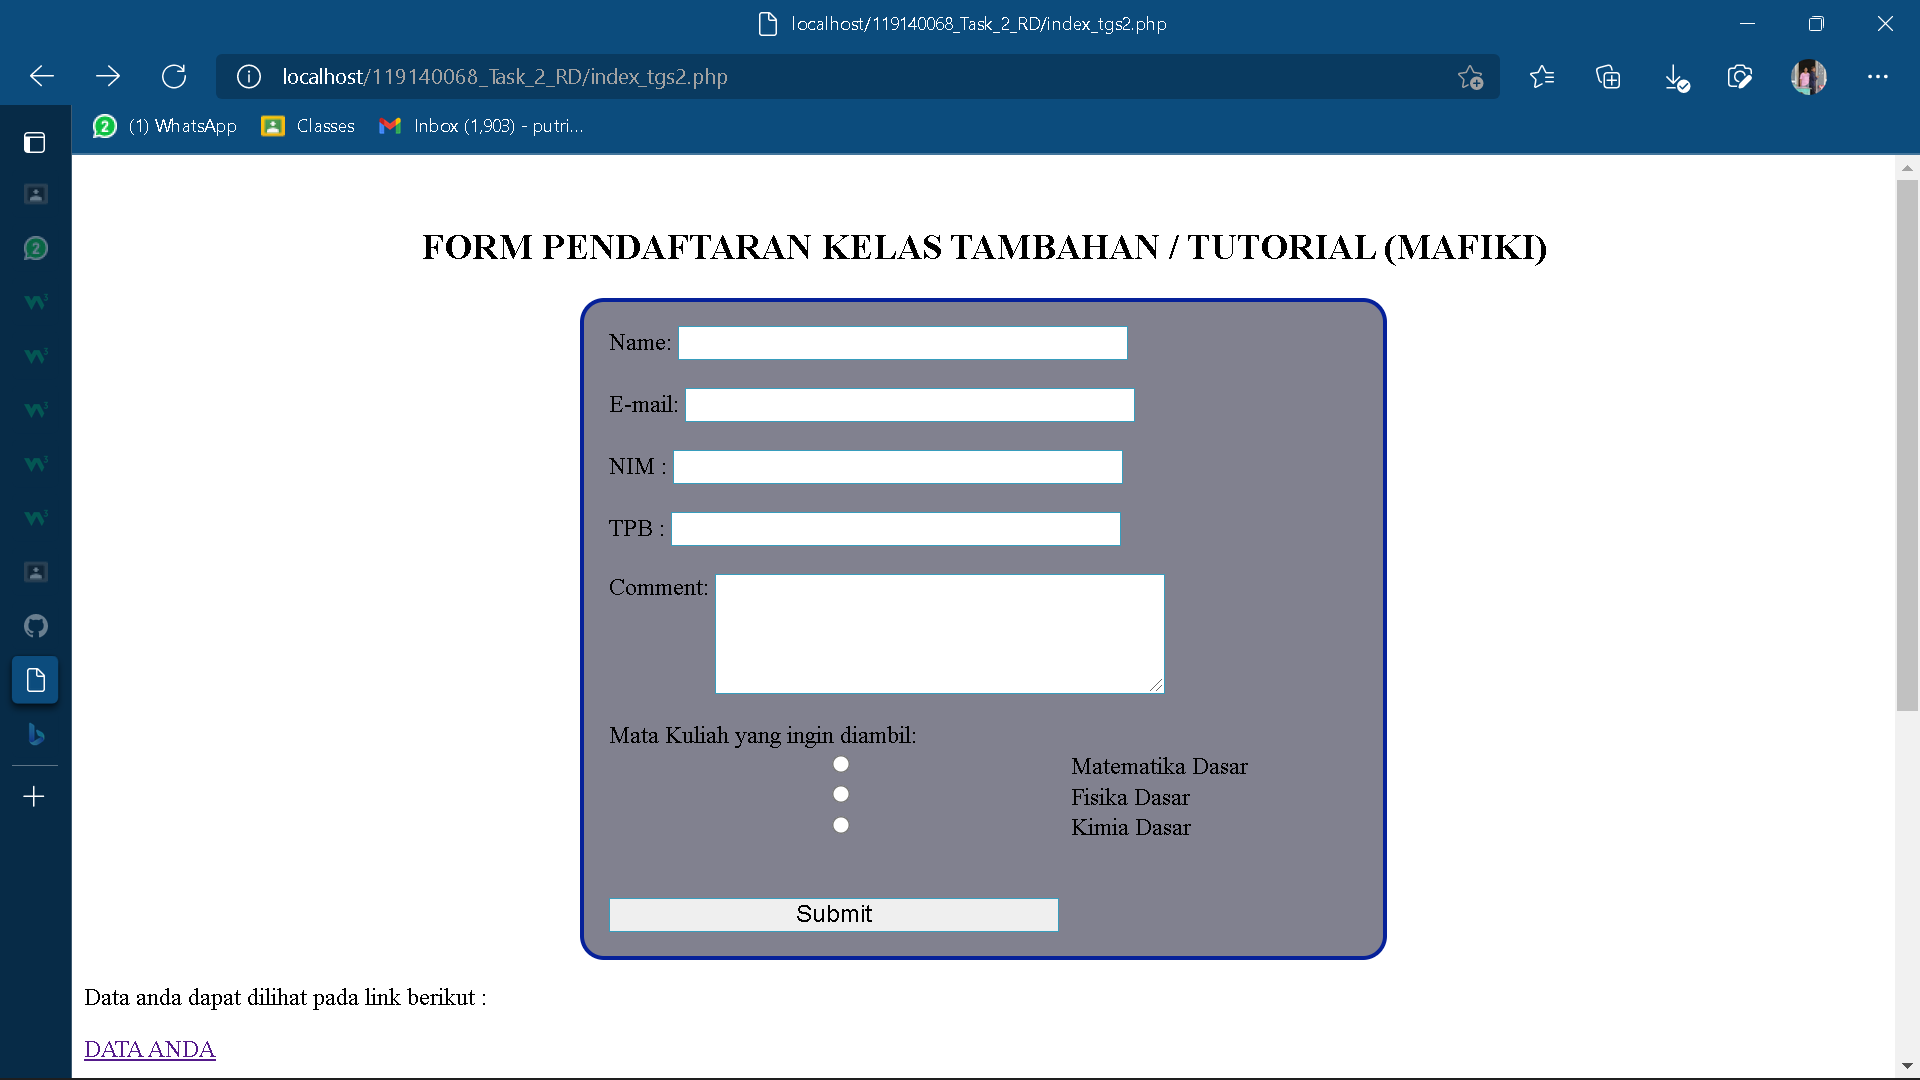 localhost/119140068_Task_2_RD/index_tgs2.php
localhost/119140068_Task_2_RD/index_tgs2.php
2 (1) WhatsApp Classes Inbox (1,903) - putri...
2
FORM PENDAFTARAN KELAS TAMBAHAN / TUTORIAL (MAFIKI)
Name:
E-mail:
NIM :
TPB :
Comment:
Mata Kuliah yang ingin diambil:
Matematika Dasar
Fisika Dasar
Kimia Dasar
Submit
Data anda dapat dilihat pada link berikut :
DATA ANDA